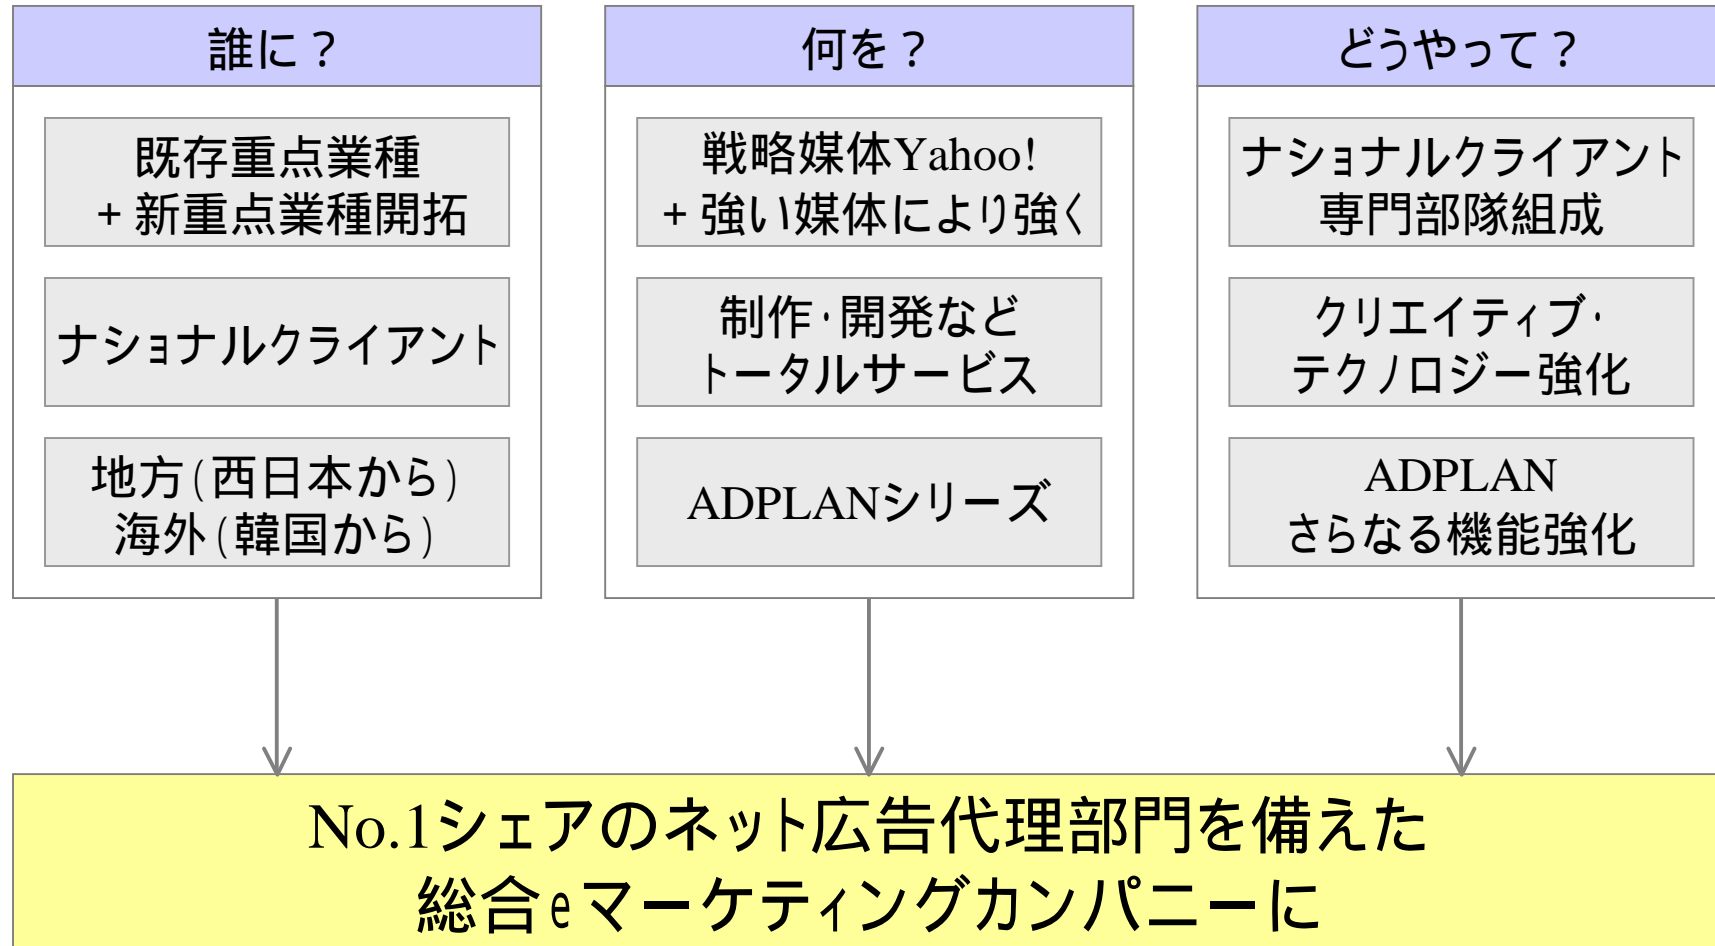 誰に？
既存重点業種
+ 新重点業種開拓
ナショナルクライアント
地方(西日本から)
海外(韓国から)
何を？
戦略媒体Yahoo!
+ 強い媒体により強く
制作・開発など
トータルサービス
ADPLANシリーズ
どうやって？
ナショナルクライアント
専門部隊組成
クリエイティブ・
テクノロジー強化
ADPLAN
さらなる機能強化
No.1シェアのネット広告代理部門を備えた
総合eマーケティングカンパニーに